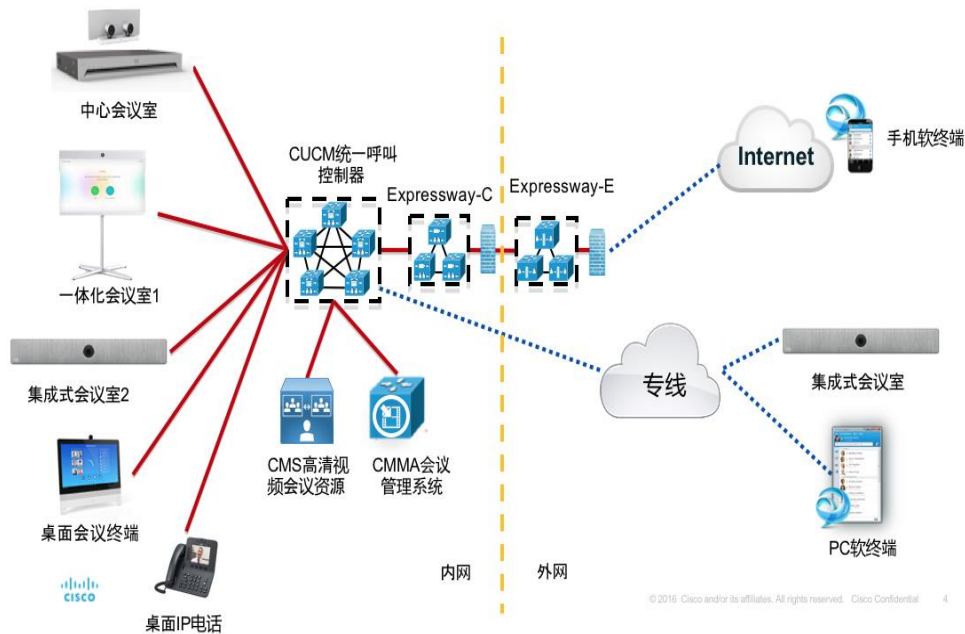 中心会议室
CUCM统一呼叫
控制器
Expressway-C
Expressway-E
Internet
手机软终端
一体化会议室1
集成式会议室2
CMS高清视
频会议资源
CMMA会议
管理系统
专线
集成式会议室
桌面会议终端
PC软终端
内网
外网
CISCO
桌面IP电话
© 2016 Cisco and/or its affiliates. All rights reserved. Cisco Confidential 4